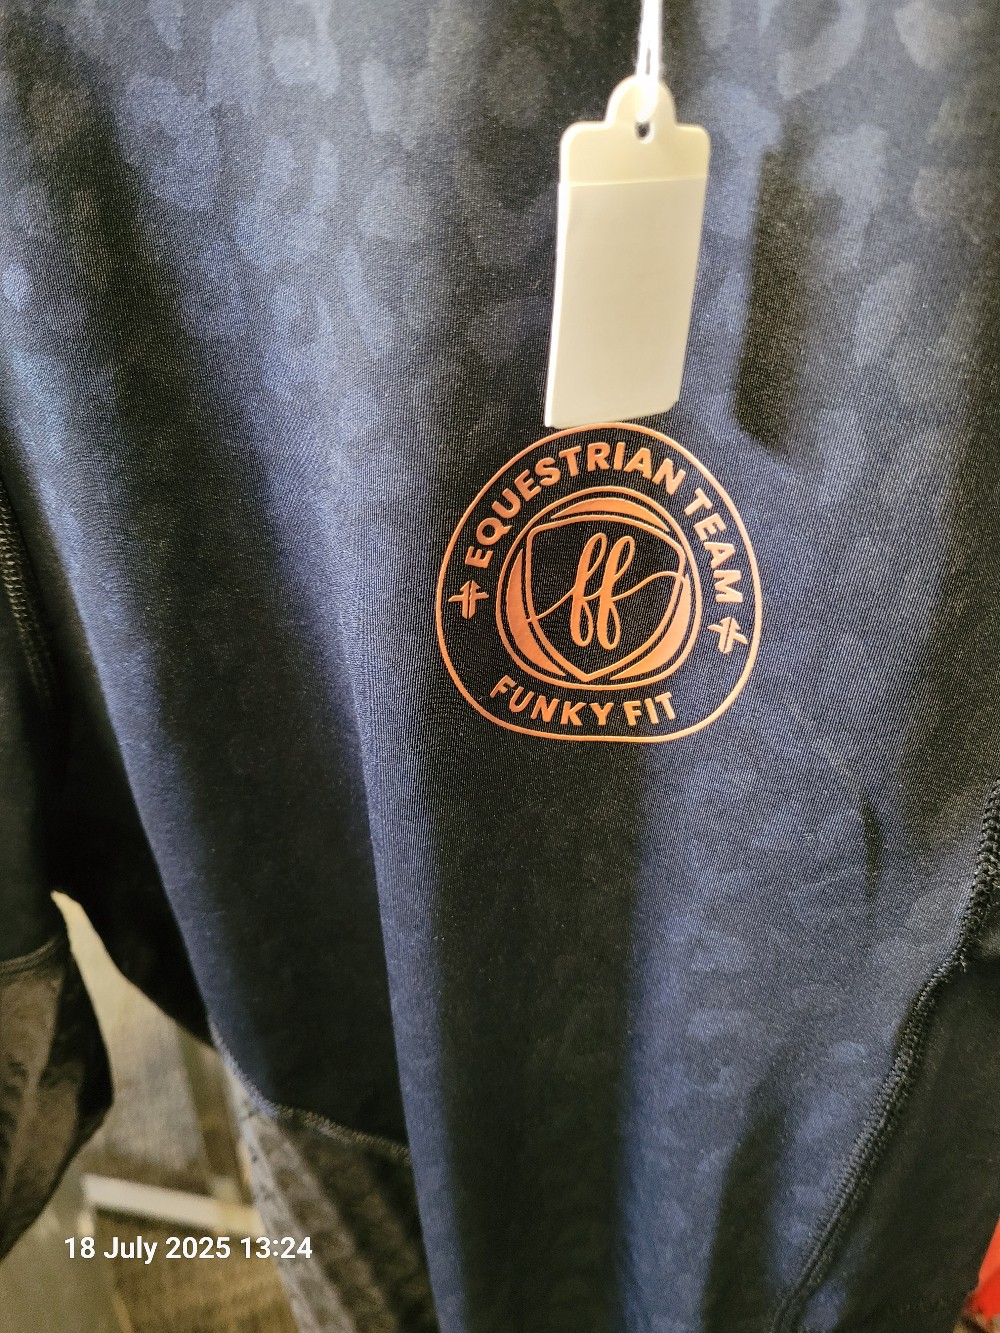 EQUESTRIAN TEAM
ff
FUNKY FIT
18 July 2025 13:24